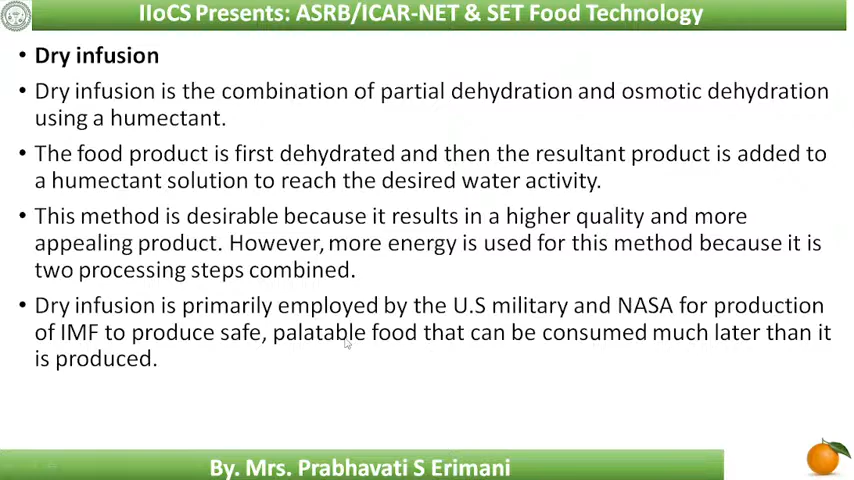 IIoCS Presents: ASRB/ICAR-NET & SET Food Technology
• Dry infusion
• Dry infusion is the combination of partial dehydration and osmotic dehydration
using a humectant.
• The food product is first dehydrated and then the resultant product is added to
a humectant solution to reach the desired water activity.
• This method is desirable because it results in a higher quality and more
appealing product. However, more energy is used for this method because it is
two processing steps combined.
• Dry infusion is primarily employed by the U.S military and NASA for production
of IMF to produce safe, palatable food that can be consumed much later than it
is produced.
By. Mrs. Prabhavati S Erimani